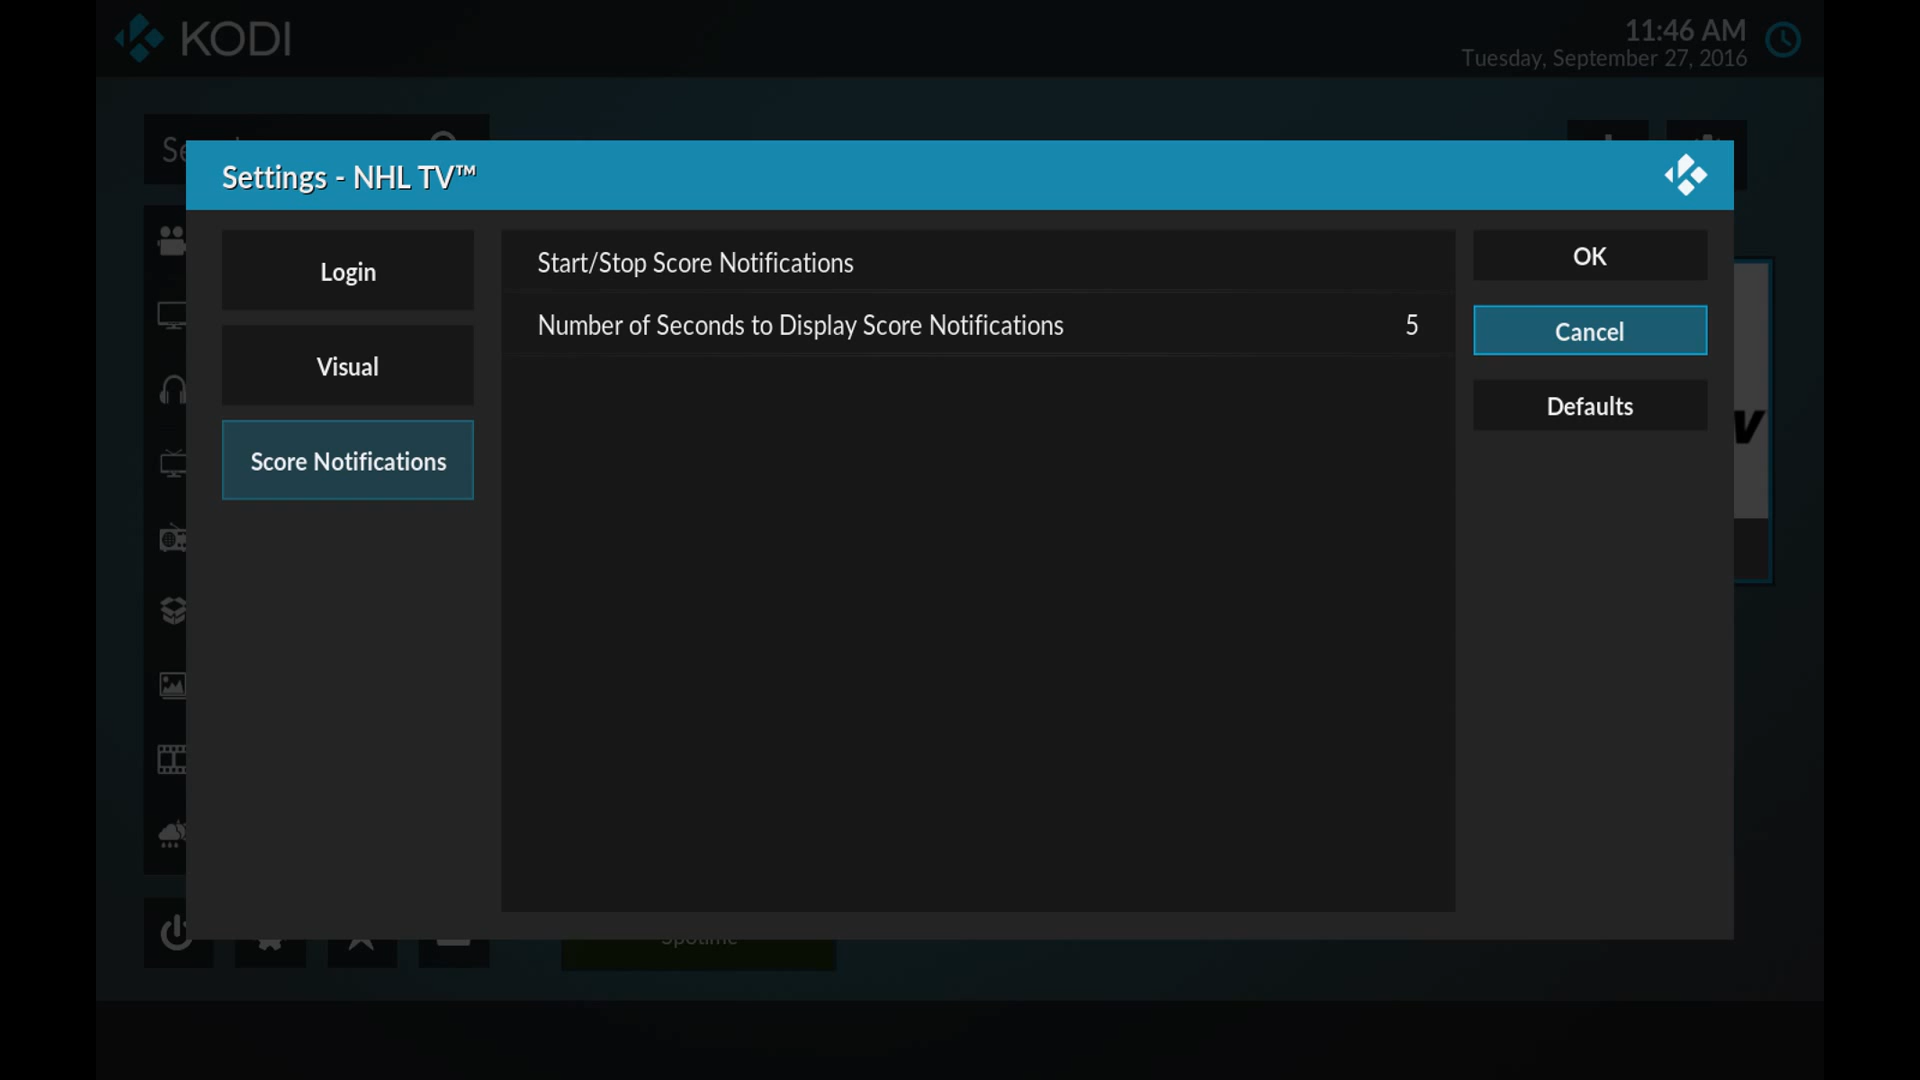 KODI
11:46 AM
Tuesday, September 27, 2016
Settings - NHL TV™
Login
Visual
Score Notifications
Start/Stop Score Notifications
Number of Seconds to Display Score Notifications 5
OK
Cancel
Defaults